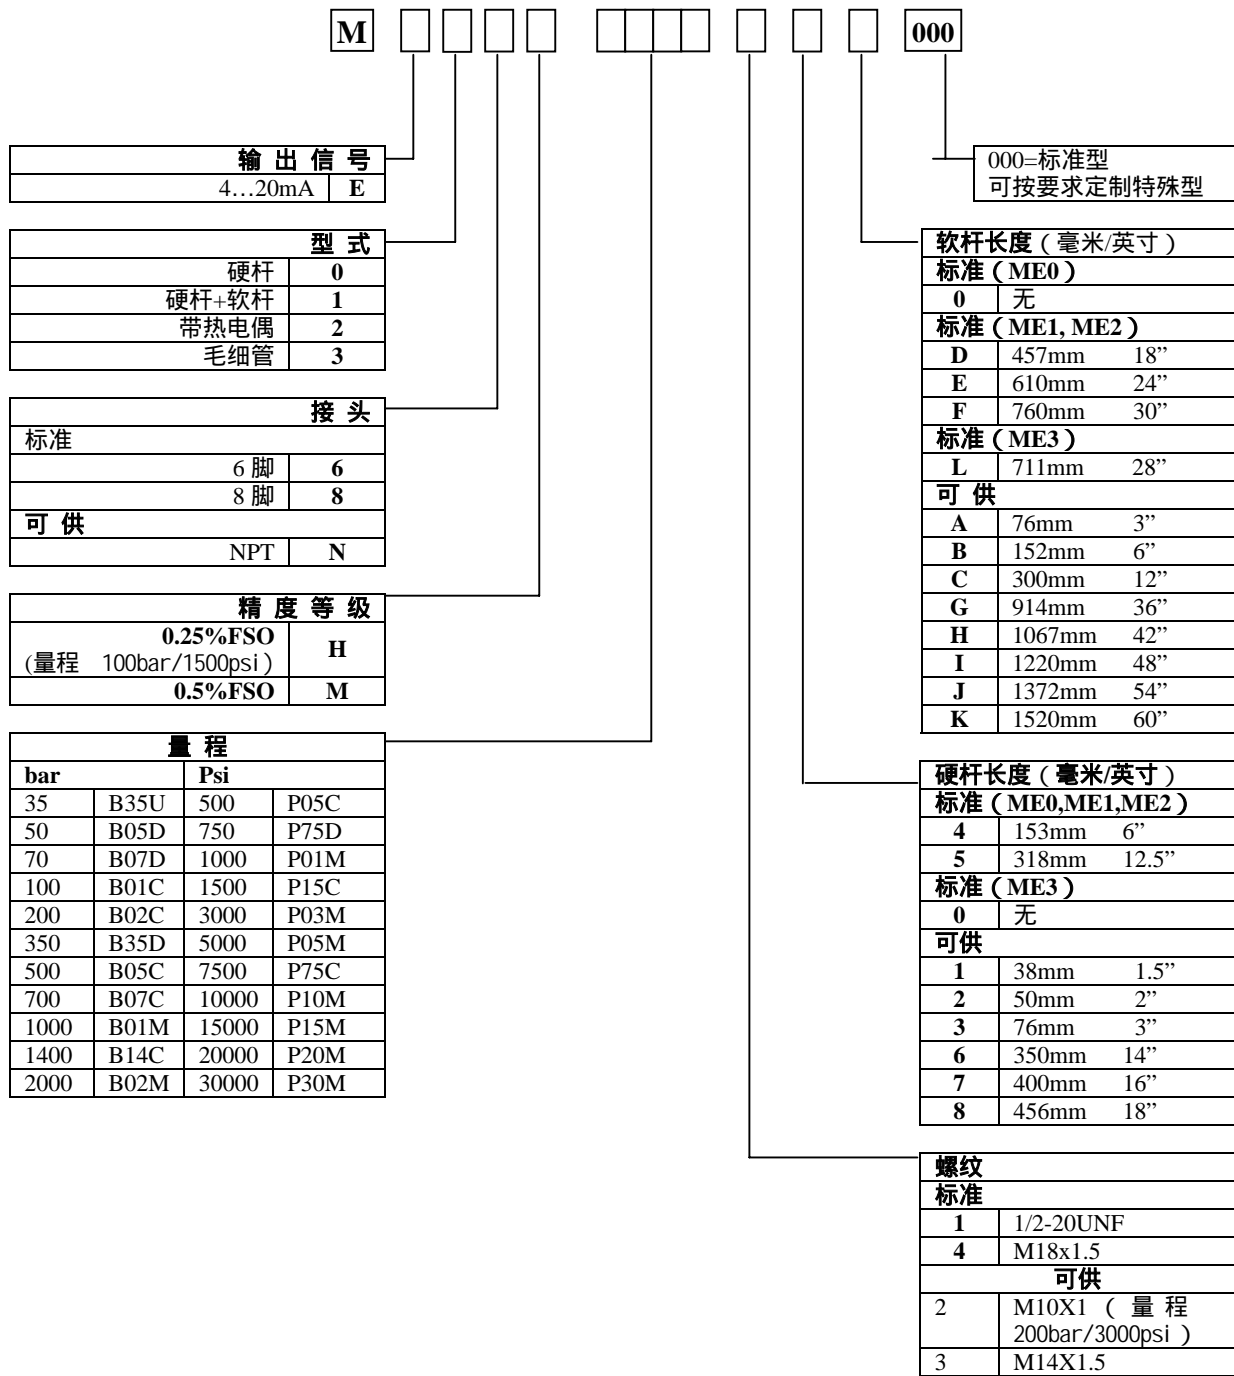 M 000
输 出 信 号
4…20mA E
型 式
硬杆 0
硬杆+软杆 1
带热电偶 2
毛细管 3
接 头
标准
6 脚 6
8 脚 8
可 供
NPT N
精 度 等 级
0.25%FSO H
(量程 100bar/1500psi)
0.5%FSO M
量 程
bar Psi
35 B35U 500 P05C
50 B05D 750 P75D
70 B07D 1000 P01M
100 B01C 1500 P15C
200 B02C 3000 P03M
350 B35D 5000 P05M
500 B05C 7500 P75C
700 B07C 10000 P10M
1000 B01M 15000 P15M
1400 B14C 20000 P20M
2000 B02M 30000 P30M
000=标准型
可按要求定制特殊型
软杆长度（毫米/英寸）
标准（ME0）
0 无
标准（ME1, ME2）
D 457mm 18”
E 610mm 24”
F 760mm 30”
标准（ME3）
L 711mm 28”
可 供
A 76mm 3”
B 152mm 6”
C 300mm 12”
G 914mm 36”
H 1067mm 42”
I 1220mm 48”
J 1372mm 54”
K 1520mm 60”
硬杆长度（毫米/英寸）
标准（ME0,ME1,ME2）
4 153mm 6”
5 318mm 12.5”
标准（ME3）
0 无
可供
1 38mm 1.5”
2 50mm 2”
3 76mm 3”
6 350mm 14”
7 400mm 16”
8 456mm 18”
螺纹
标准
1 1/2-20UNF
4 M18x1.5
可供
2 M10X1 （ 量 程
200bar/3000psi ）
3 M14X1.5